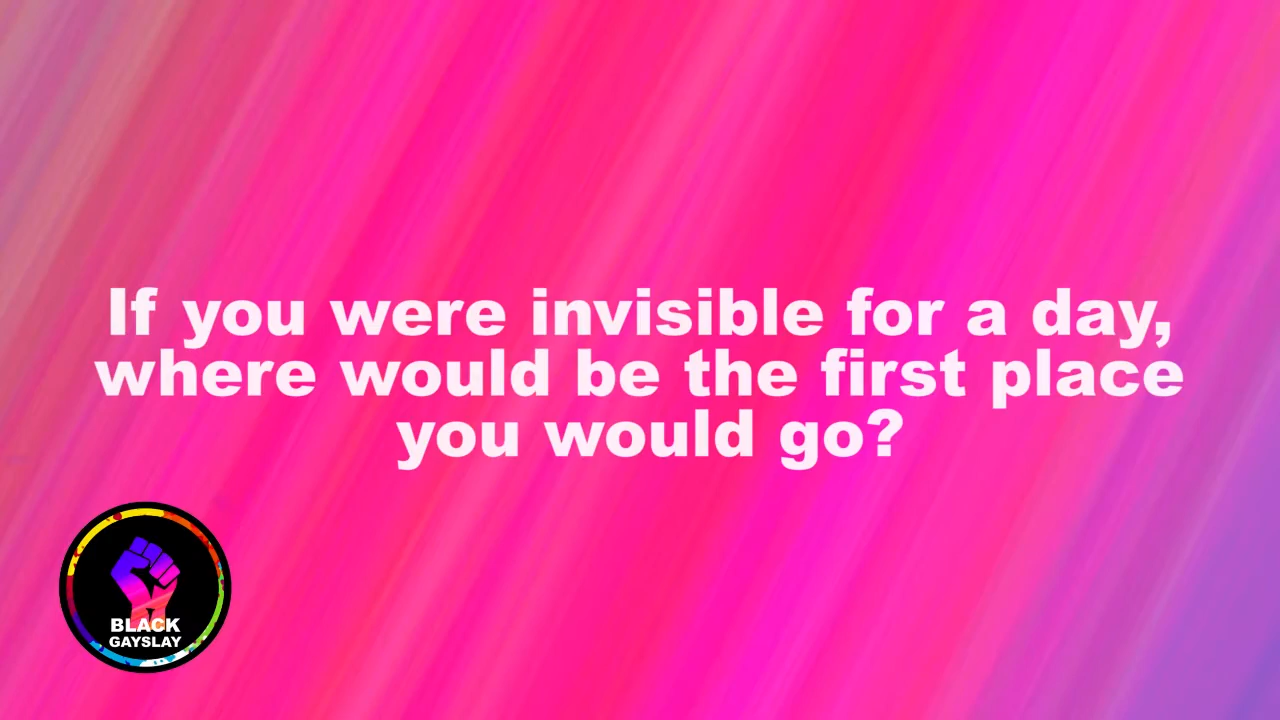 If you were invisible for a day,
where would be the first place
you would go?
BLACK
GAYSLAY